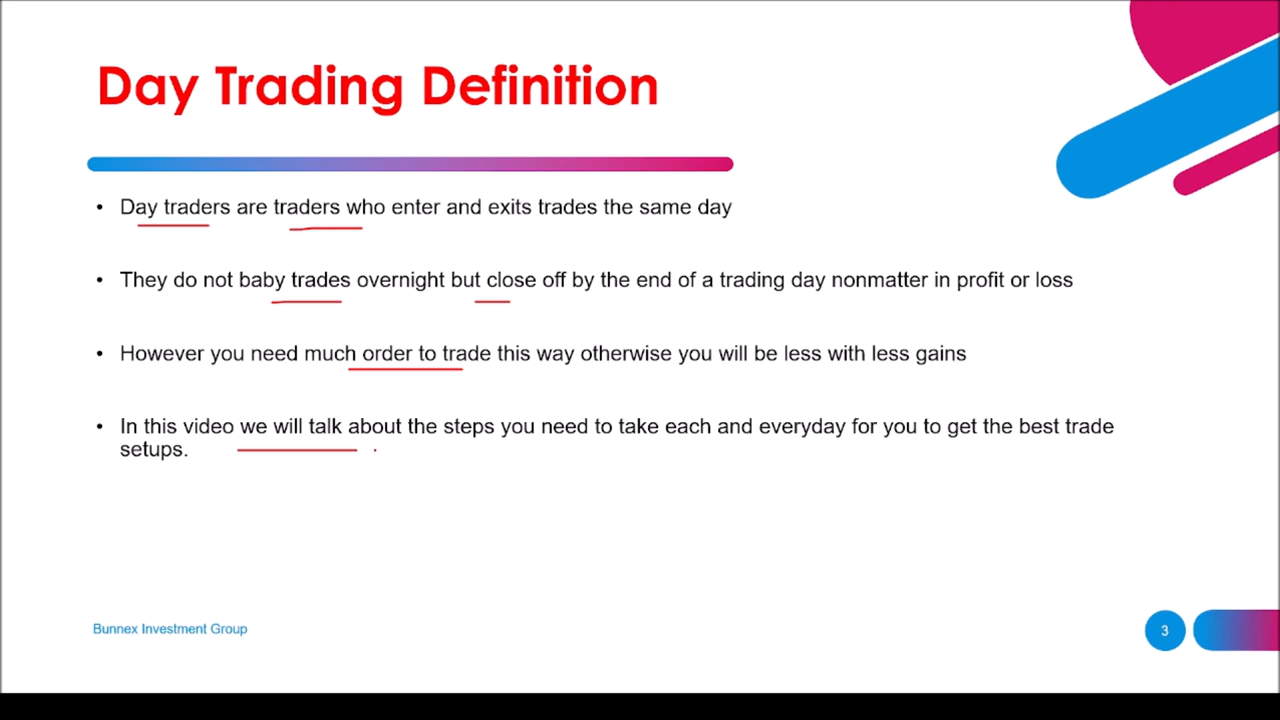 Day Trading Definition
• Day traders are traders who enter and exits trades the same day
• They do not baby trades overnight but close off by the end of a trading day nonmatter in profit or loss
• However you need much order to trade this way otherwise you will be less with less gains
• In this video we will talk about the steps you need to take each and everyday for you to get the best trade
setups.
Bunnex Investment Group
3